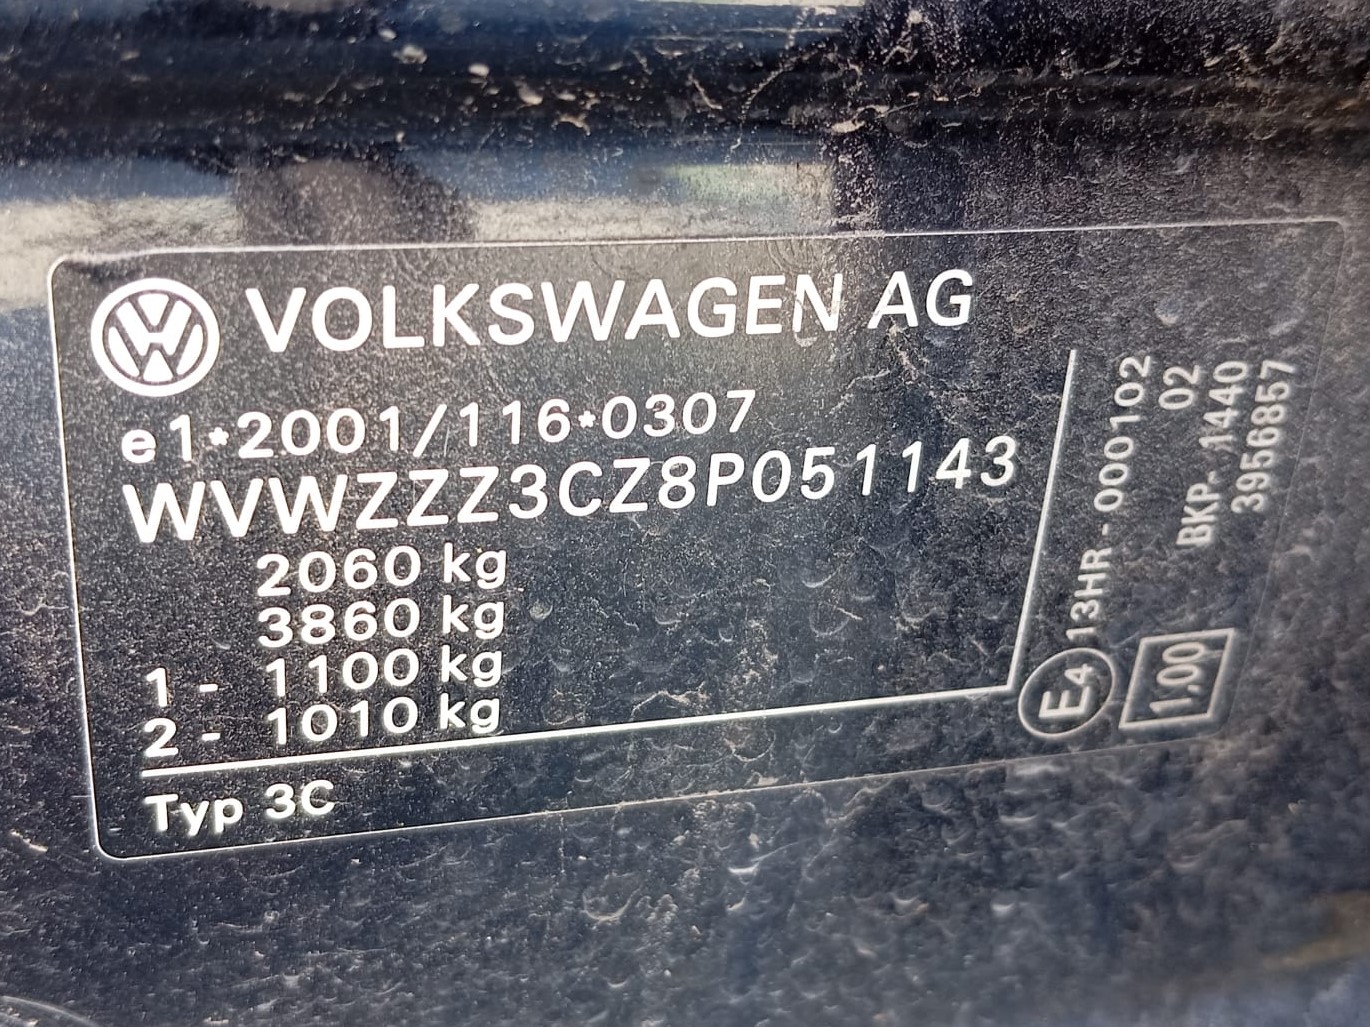 VOLKSWAGEN AG
e1*2001/116*0307
WVWZZZ3CZ8P051143
2060 kg
3860 kg
1 - 1100 kg
2 - 1010 kg
Typ 3C
E4 13HR-000102
02
1,00 BKP- 1440
3956857